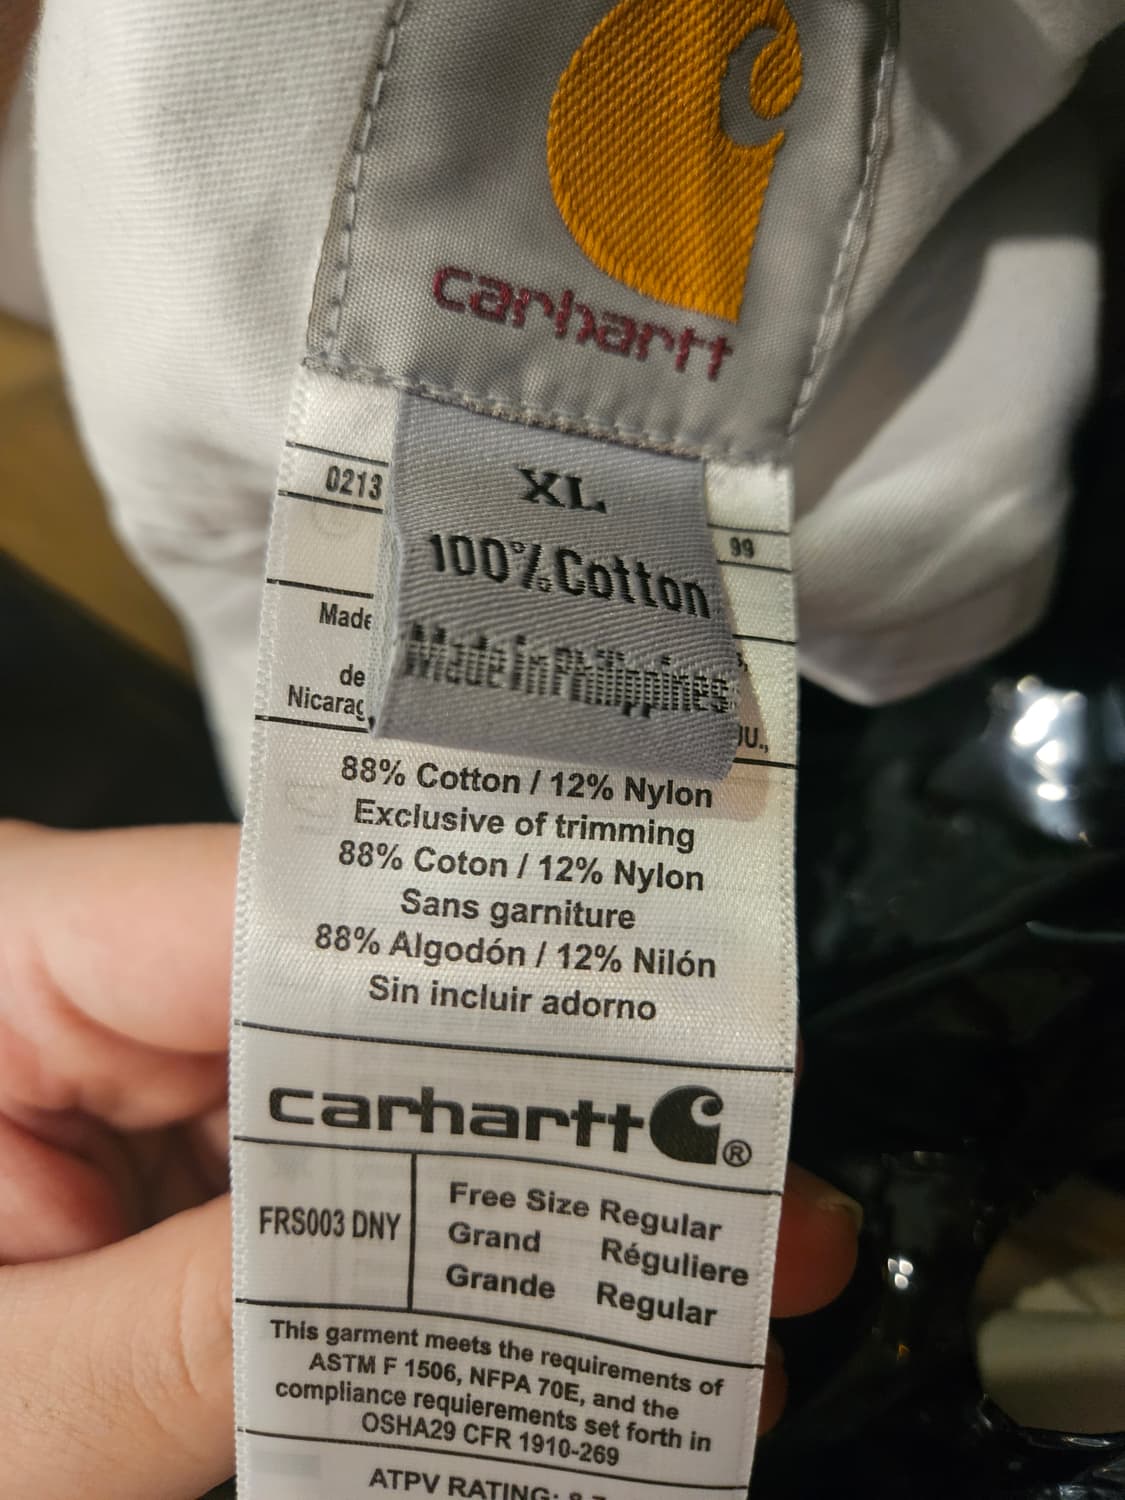 carhartt
XL
100% Cotton
Made in Philippines
0213
99
Made
de
Nicarag
JU.,
88% Cotton / 12% Nylon
Exclusive of trimming
88% Coton / 12% Nylon
Sans garniture
88% Algodón / 12% Nilón
Sin incluir adorno
carhartt ®
FRS003 DNY
Free Size Regular
Grand Réguliere
Grande Regular
This garment meets the requirements of
ASTM F 1506, NFPA 70E, and the
compliance requierements set forth in
OSHA29 CFR 1910-269
ATPV RATING: